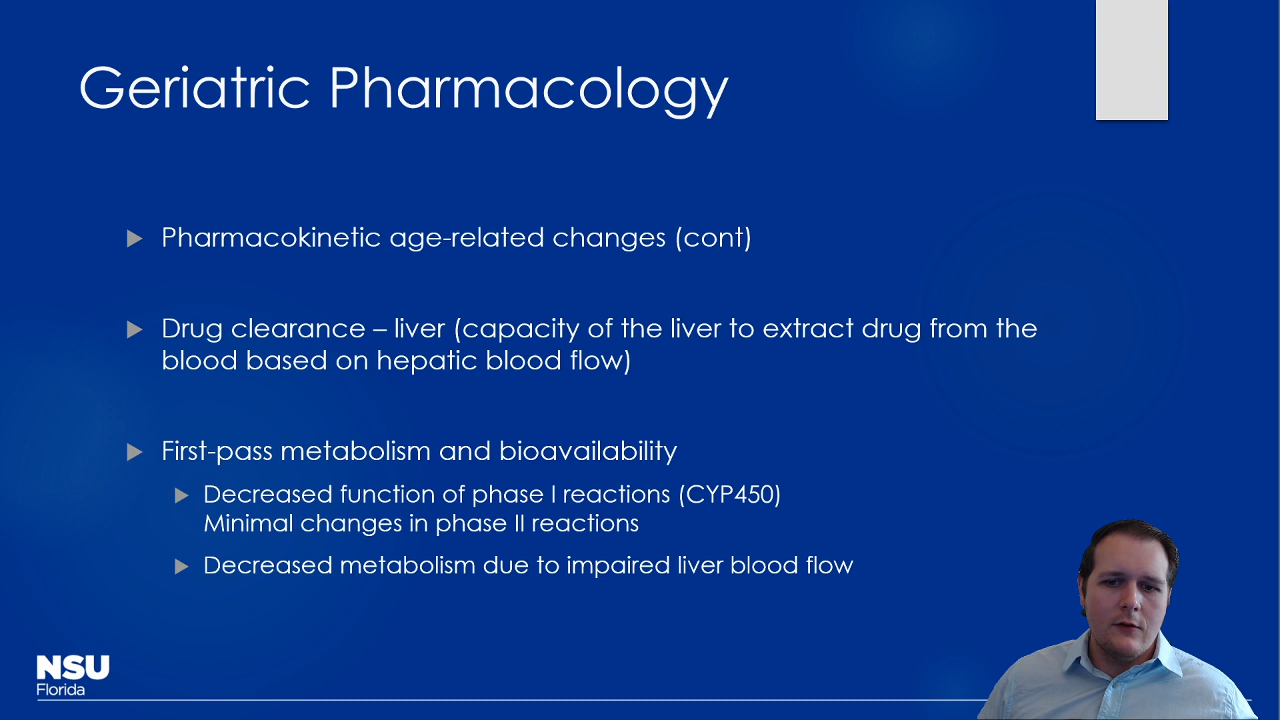 Geriatric Pharmacology
Pharmacokinetic age-related changes (cont)
Drug clearance – liver (capacity of the liver to extract drug from the
blood based on hepatic blood flow)
First-pass metabolism and bioavailability
Decreased function of phase I reactions (CYP450)
Minimal changes in phase II reactions
Decreased metabolism due to impaired liver blood flow
NSU
Florida